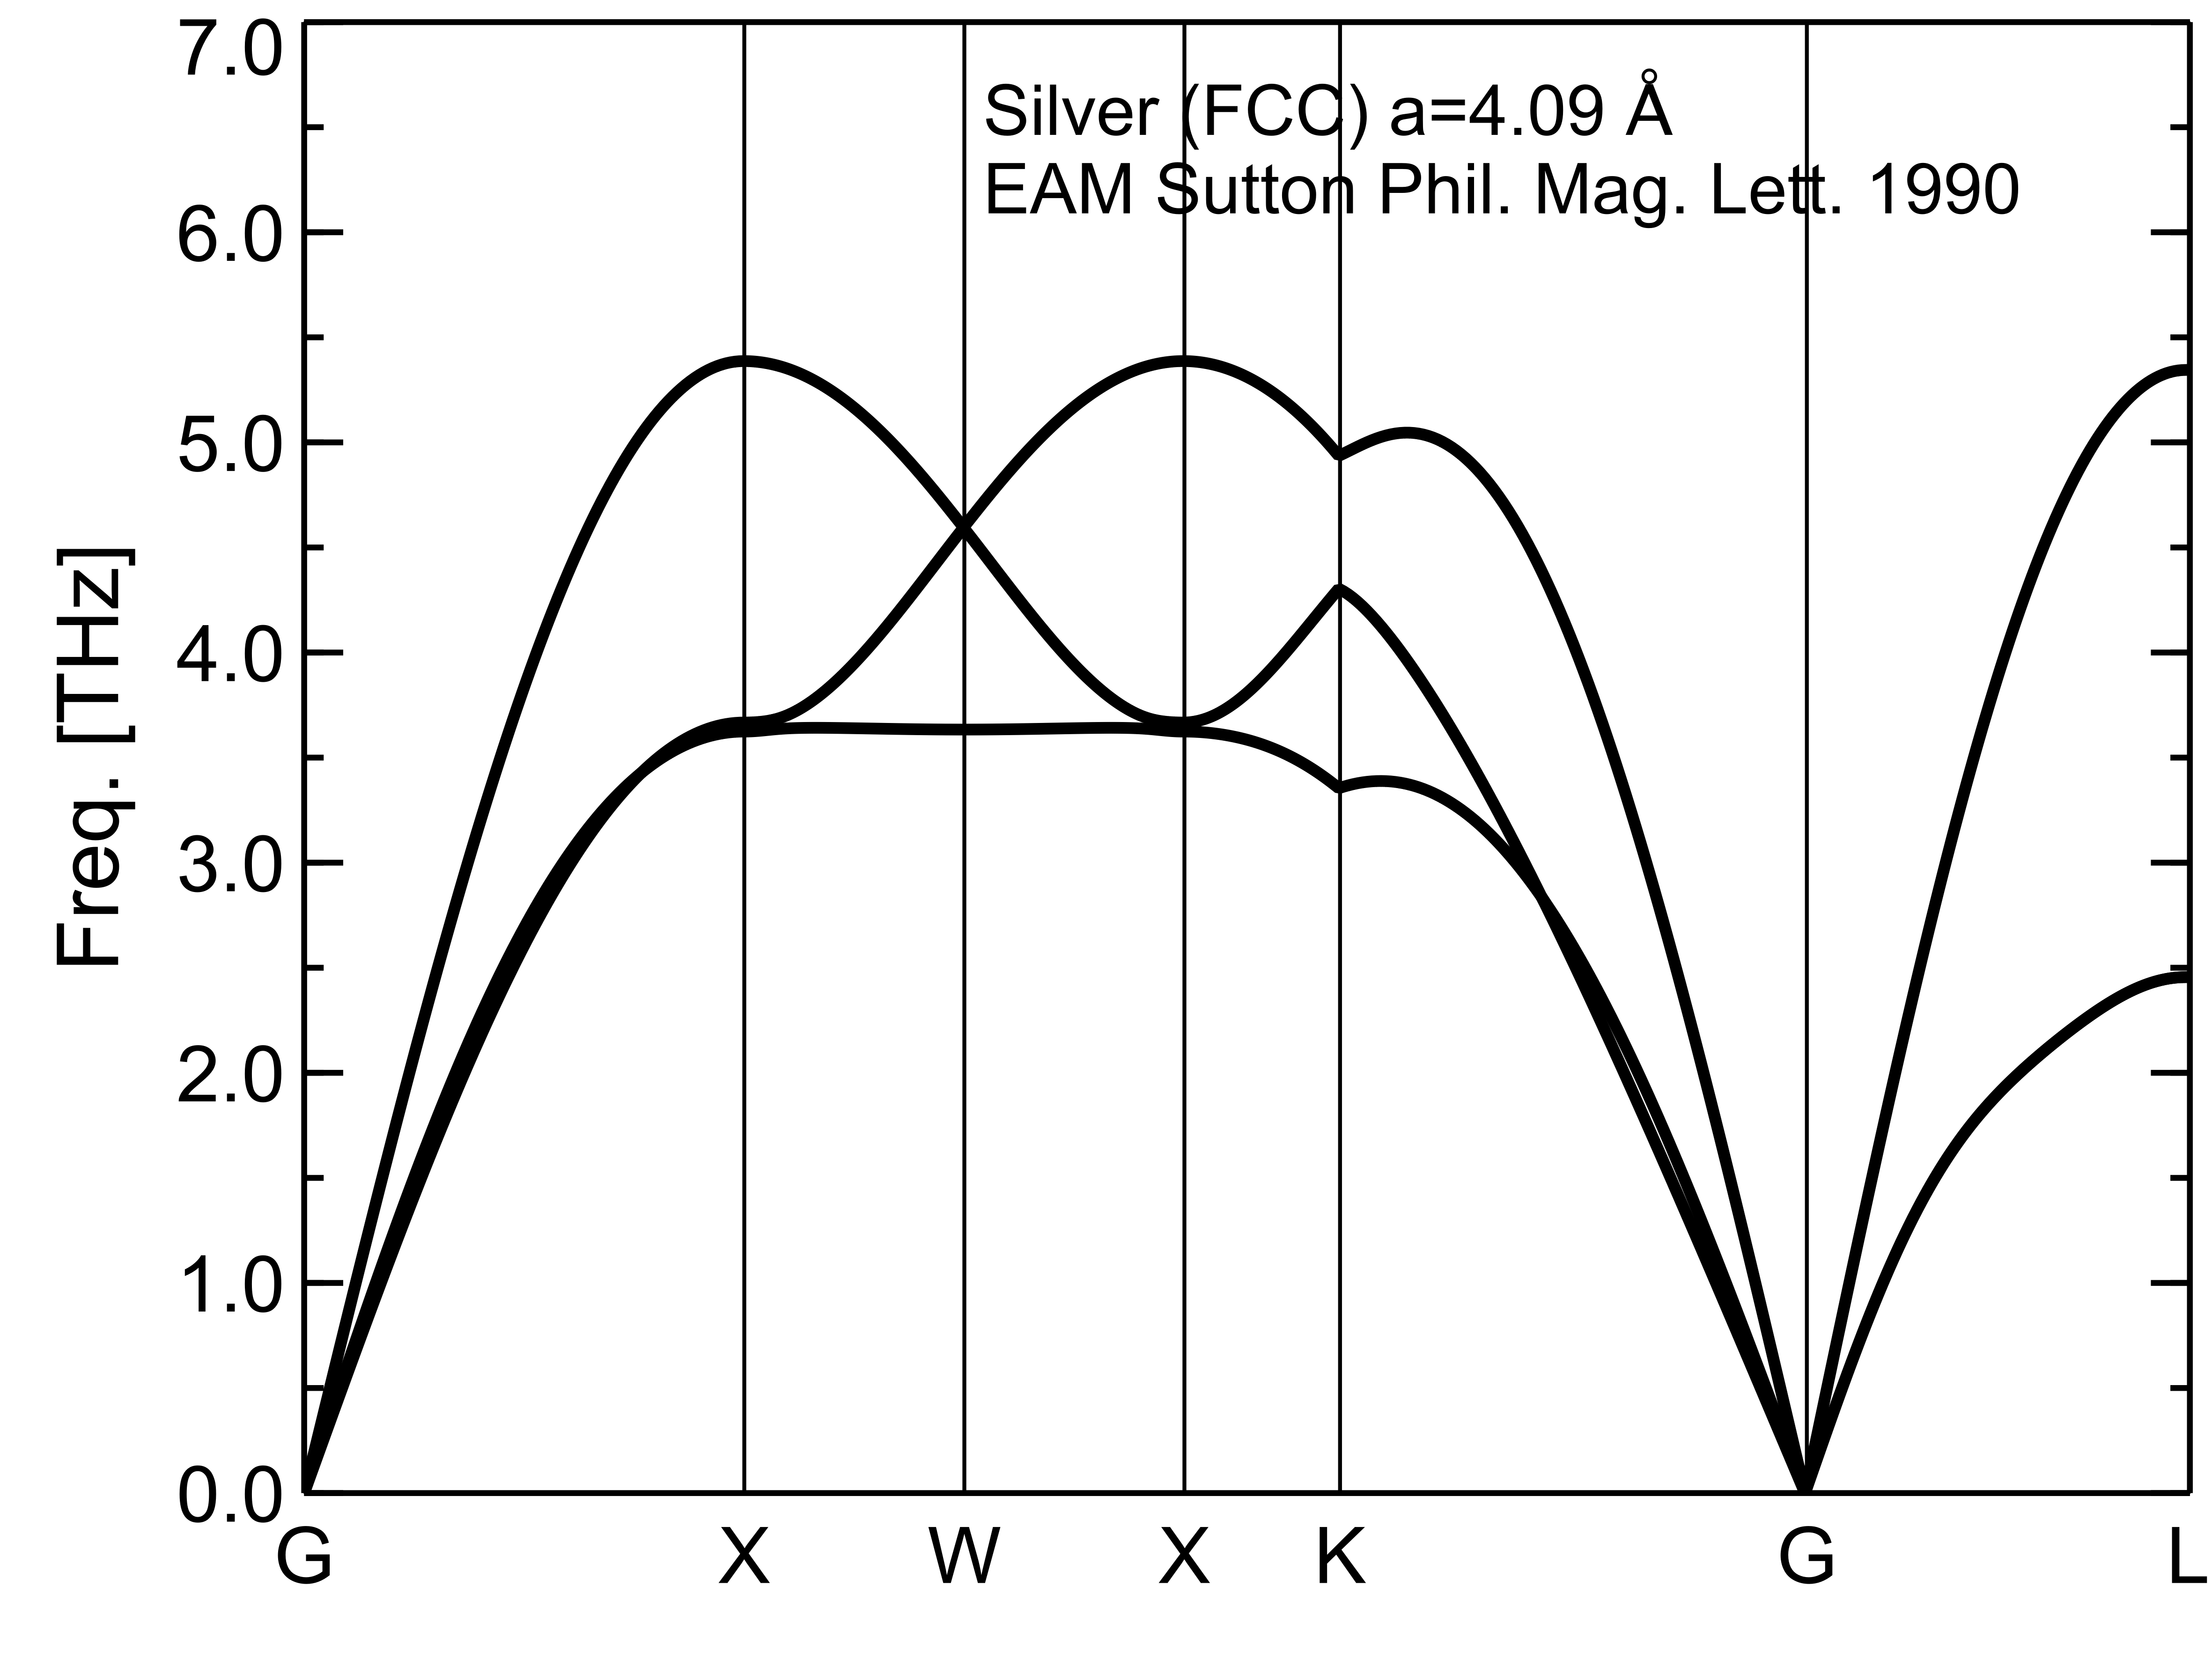 7.0
Silver (FCC) a=4.09 Å
EAM Sutton Phil. Mag. Lett. 1990
6.0
5.0
4.0
3.0
2.0
1.0
0.0
Freq. [THz]
G X W X K G L